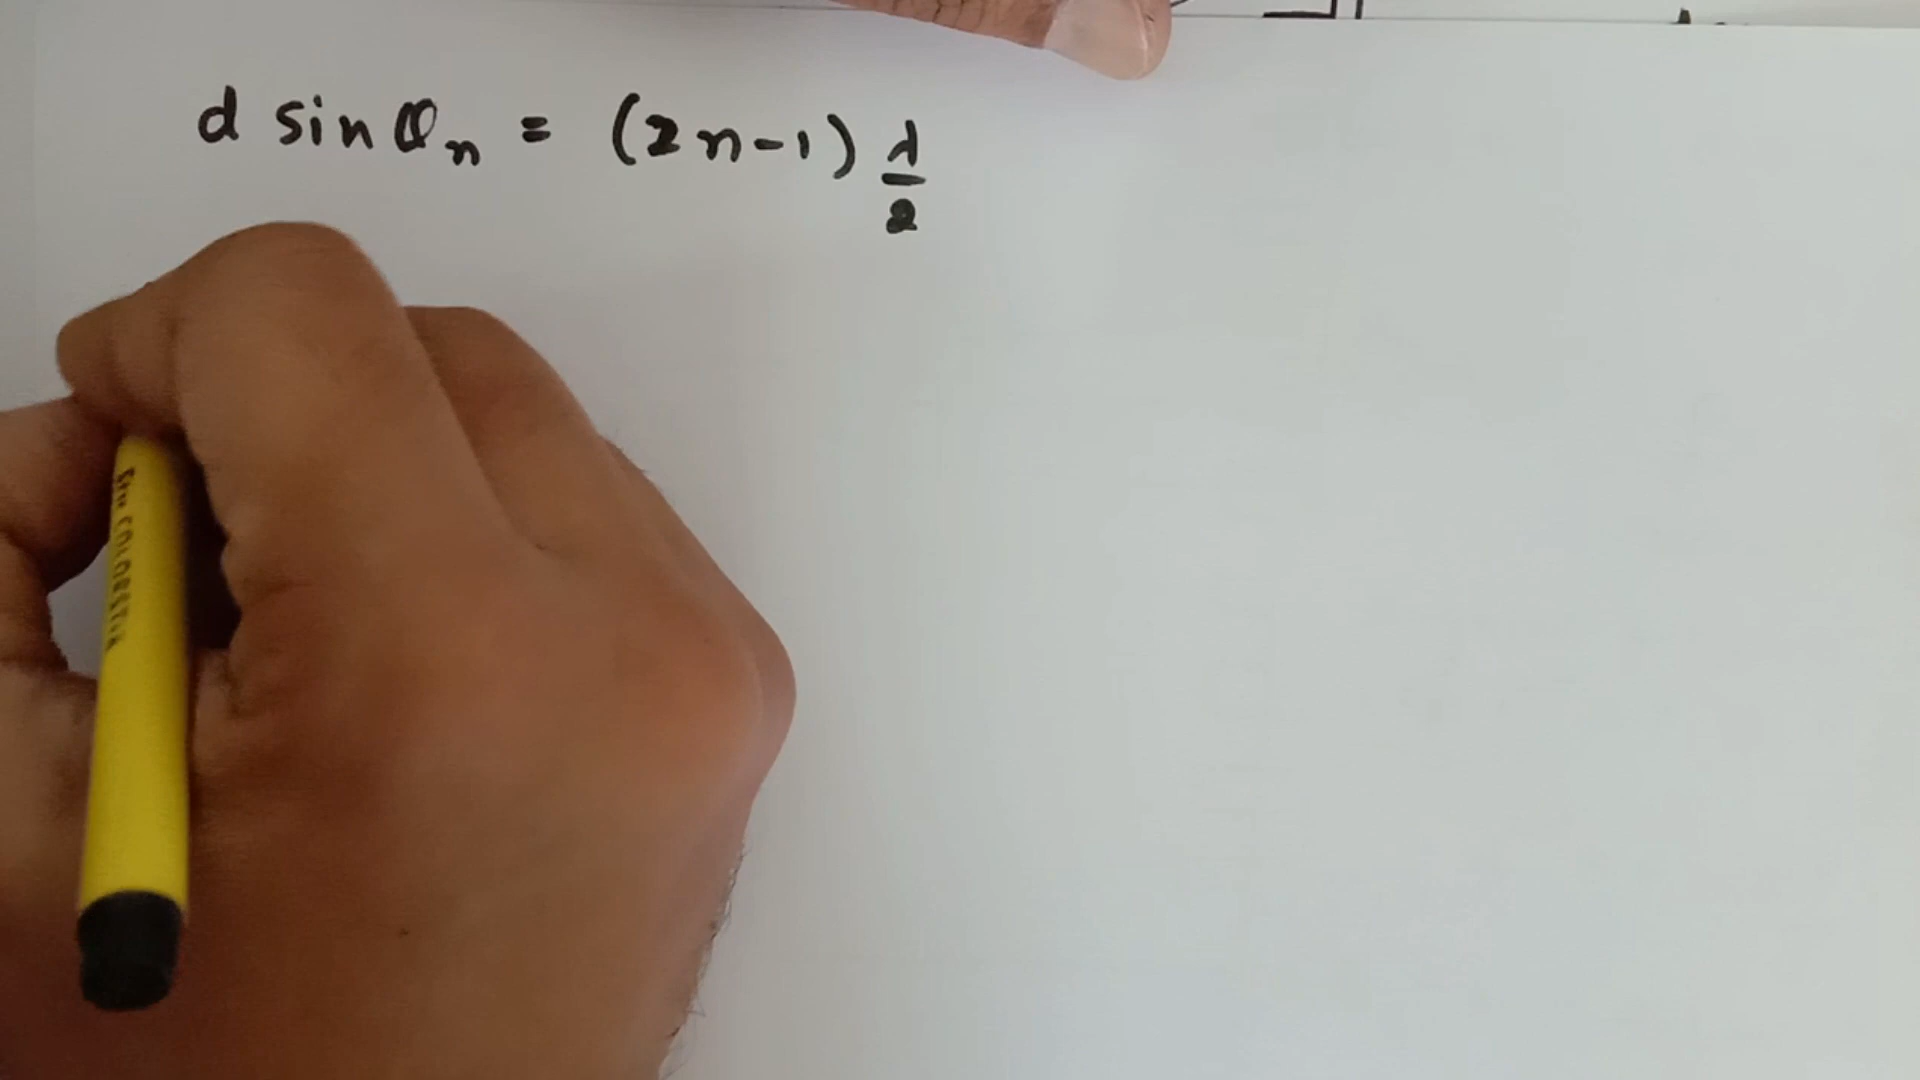 d sin θn = (2n-1) λ/2